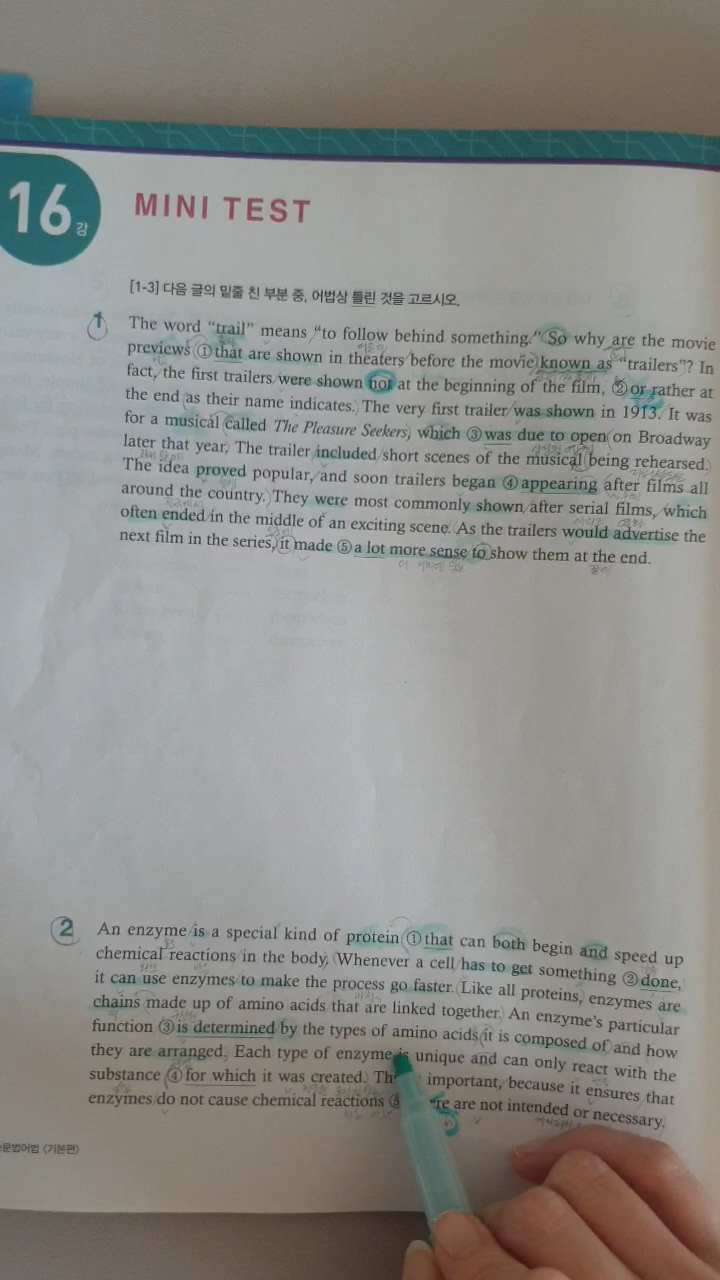 16강
MINI TEST
[1-3] 다음 글의 밑줄 친 부분 중, 어법상 틀린 것을 고르시오.
1
The word “trail” means “to follow behind something.” So why are the movie
previews ① that are shown in theaters before the movie known as “trailers”? In
fact, the first trailers were shown not at the beginning of the film, ② or rather at
the end as their name indicates. The very first trailer was shown in 1913. It was
for a musical called The Pleasure Seekers, which ③ was due to open on Broadway
later that year. The trailer included short scenes of the musical being rehearsed.
The idea proved popular, and soon trailers began ④ appearing after films all
around the country. They were most commonly shown after serial films, which
often ended in the middle of an exciting scene. As the trailers would advertise the
next film in the series, it made ⑤ a lot more sense to show them at the end.
2
An enzyme is a special kind of protein ① that can both begin and speed up
chemical reactions in the body. Whenever a cell has to get something ② done,
it can use enzymes to make the process go faster. Like all proteins, enzymes are
chains made up of amino acids that are linked together. An enzyme's particular
function ③ is determined by the types of amino acids it is composed of and how
they are arranged. Each type of enzyme is unique and can only react with the
substance ④ for which it was created. important, because it ensures that
enzymes do not cause chemical reactions are not intended or necessary.
문법어법 〈기본편〉